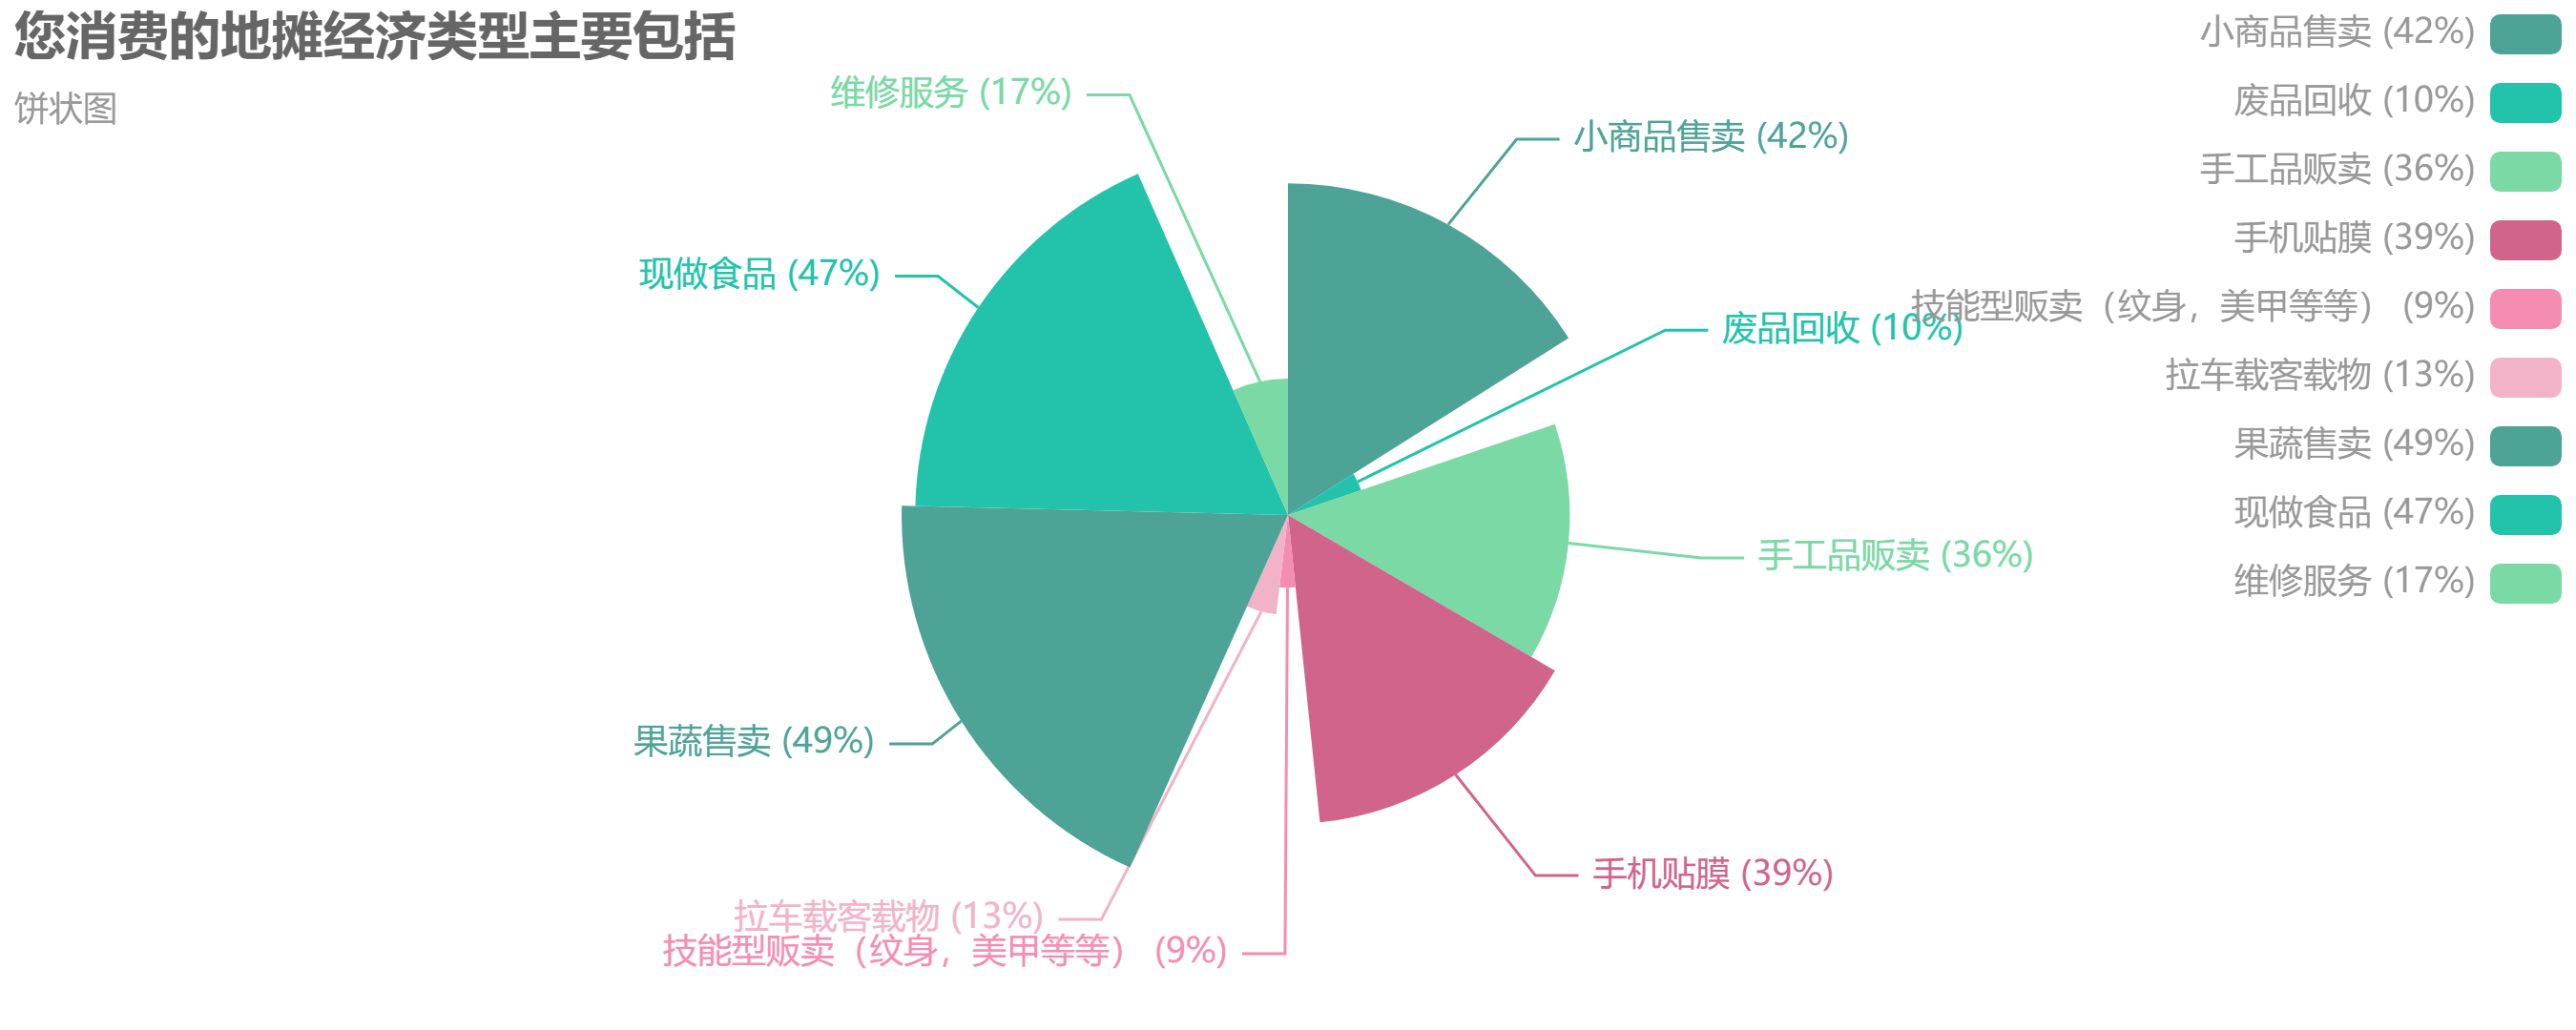 您消费的地摊经济类型主要包括
饼状图
维修服务 (17%)
小商品售卖 (42%)
现做食品 (47%)
废品回收 (10%)
手工品贩卖 (36%)
果蔬售卖 (49%)
手机贴膜 (39%)
拉车载客载物 (13%)
技能型贩卖（纹身，美甲等等） (9%)
小商品售卖 (42%)
废品回收 (10%)
手工品贩卖 (36%)
手机贴膜 (39%)
技能型贩卖（纹身，美甲等等） (9%)
拉车载客载物 (13%)
果蔬售卖 (49%)
现做食品 (47%)
维修服务 (17%)